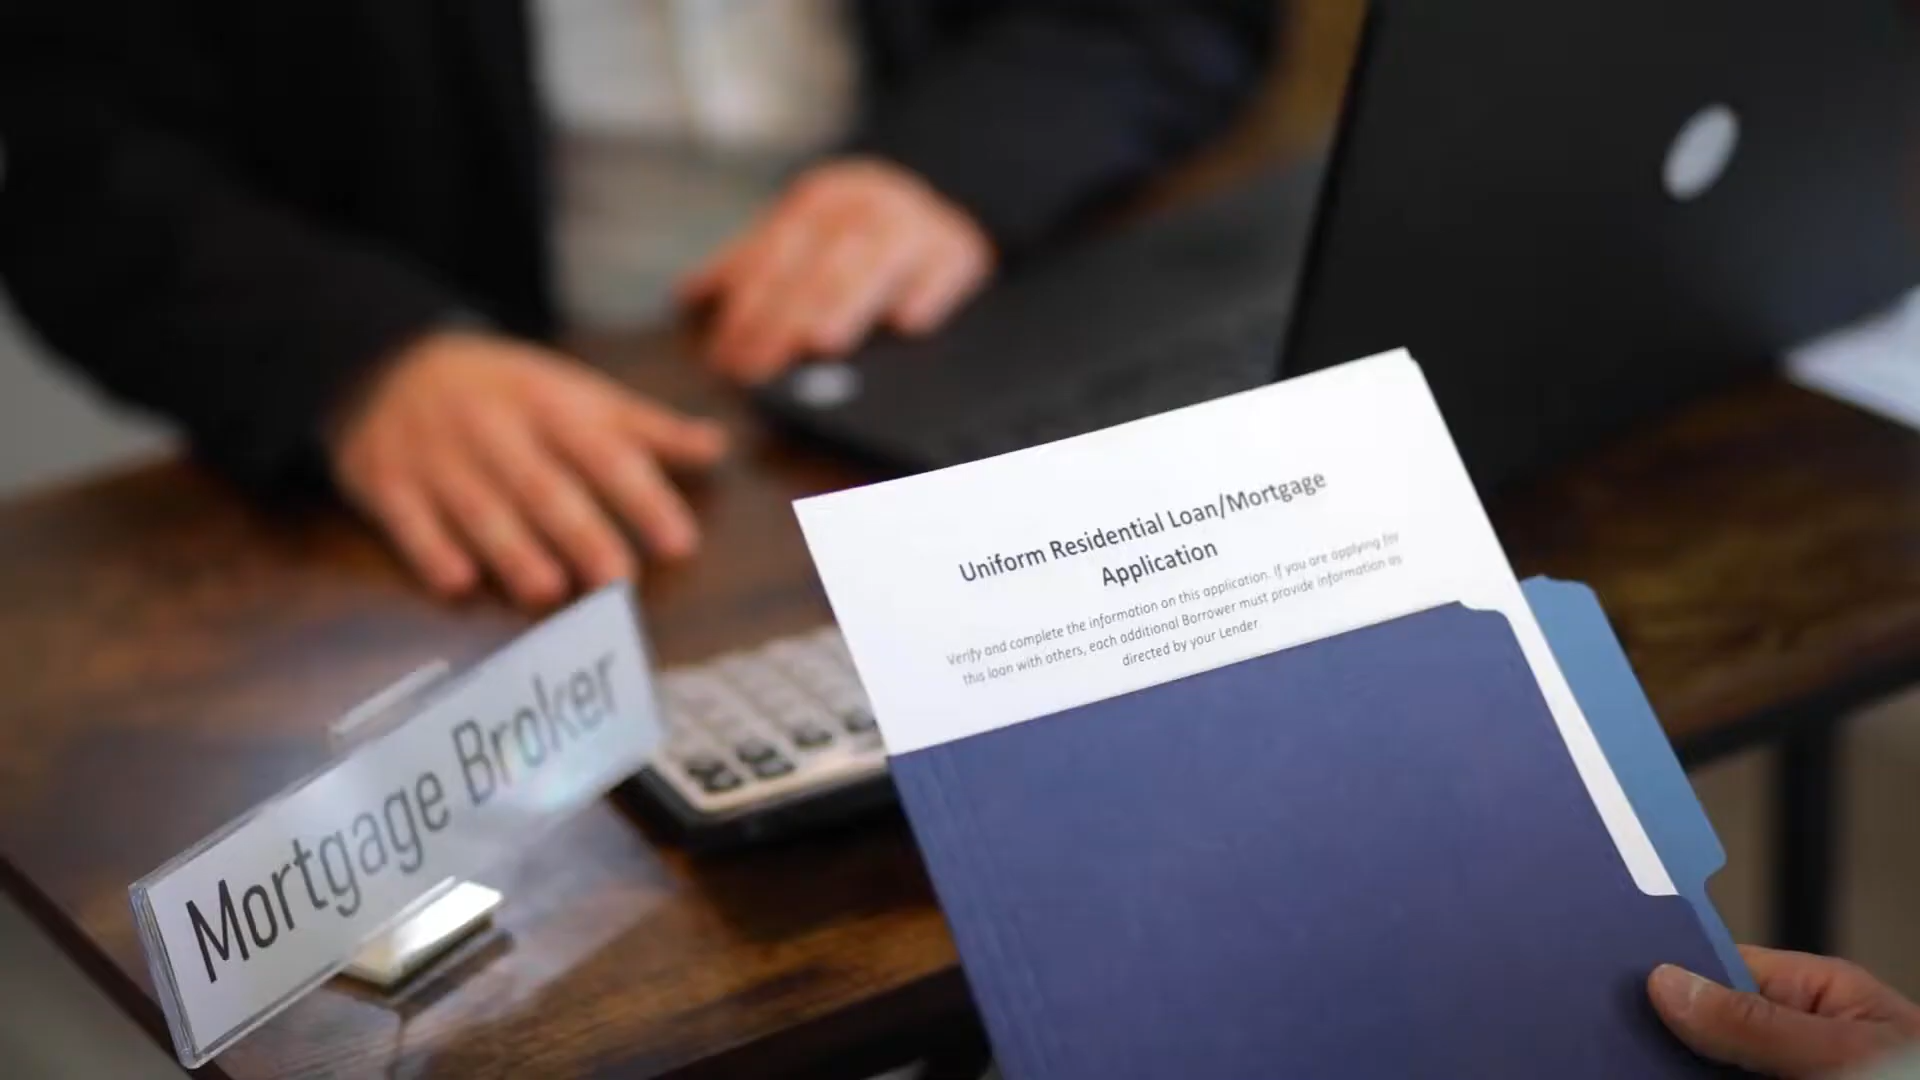 Uniform Residential Loan/Mortgage
Application
Verify and complete the information on this application. If you are applying for
this loan with others, each additional Borrower must provide information as
directed by your Lender
Mortgage Broker